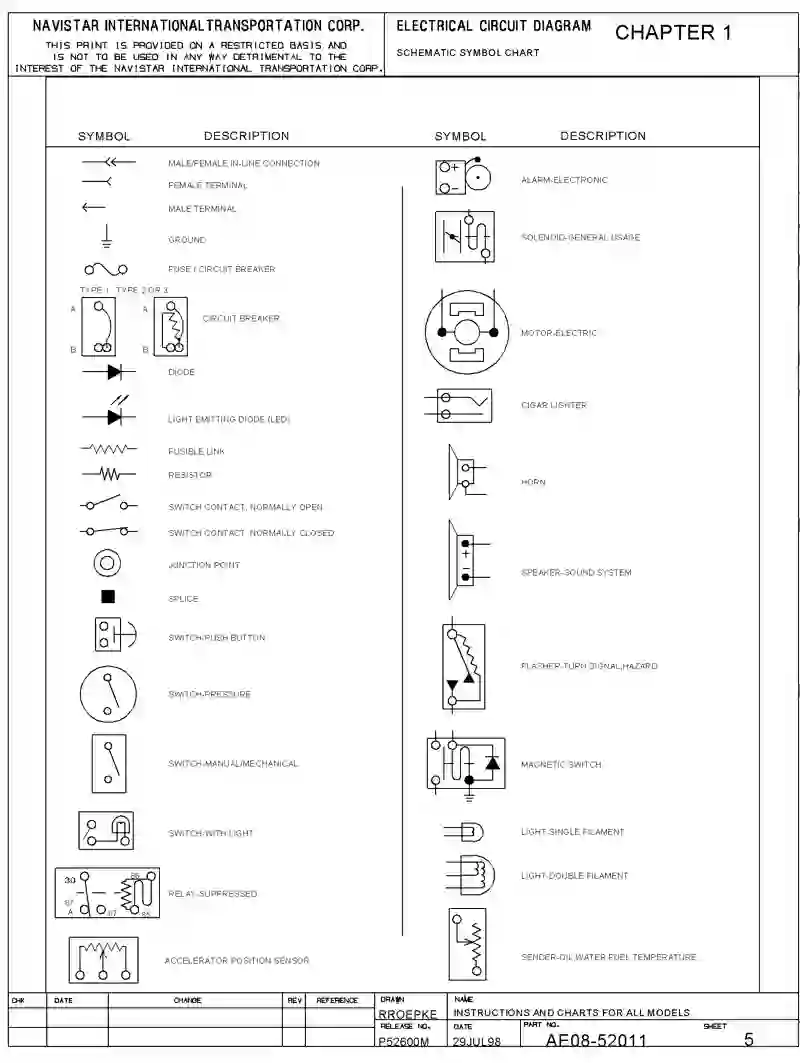 NAVISTAR INTERNATIONAL TRANSPORTATION CORP.
THIS PRINT IS PROVIDED ON A RESTRICTED BASIS AND
IS NOT TO BE USED IN ANY WAY DETRIMENTAL TO THE
INTEREST OF THE NAVISTAR INTERNATIONAL TRANSPORTATION CORP.
ELECTRICAL CIRCUIT DIAGRAM
SCHEMATIC SYMBOL CHART
CHAPTER 1
SYMBOL DESCRIPTION
MALE/FEMALE IN-LINE CONNECTION
FEMALE TERMINAL
MALE TERMINAL
GROUND
FUSE / CIRCUIT BREAKER
TYPE 1 TYPE 2 OR 3
A A
CIRCUIT BREAKER
B B
DIODE
LIGHT EMITTING DIODE (LED)
FUSIBLE LINK
RESISTOR
SWITCH CONTACT, NORMALLY OPEN
SWITCH CONTACT NORMALLY CLOSED
JUNCTION POINT
SPLICE
SWITCH-PUSH BUTTON
SWITCH-PRESSURE
SWITCH-MANUAL/MECHANICAL
SWITCH-WITH-LIGHT
30 86
87
A 87 85
RELAY-SUPPRESSED
ACCELERATOR POSITION SENSOR
SYMBOL DESCRIPTION
+
-
ALARM-ELECTRONIC
SOLENOID-GENERAL USAGE
MOTOR-ELECTRIC
CIGAR LIGHTER
HORN
+
-
SPEAKER-SOUND SYSTEM
FLASHER-TURN SIGNAL,HAZARD
MAGNETIC SWITCH
LIGHT-SINGLE FILAMENT
LIGHT-DOUBLE FILAMENT
SENDER-OIL,WATER FUEL TEMPERATURE
CHK DATE CHANGE REV REFERENCE
DRAWN
RROEPKE
NAME
INSTRUCTIONS AND CHARTS FOR ALL MODELS
RELEASE NO.
P52600M
DATE
29JUL98
PART NO.
AE08-52011
SHEET
5